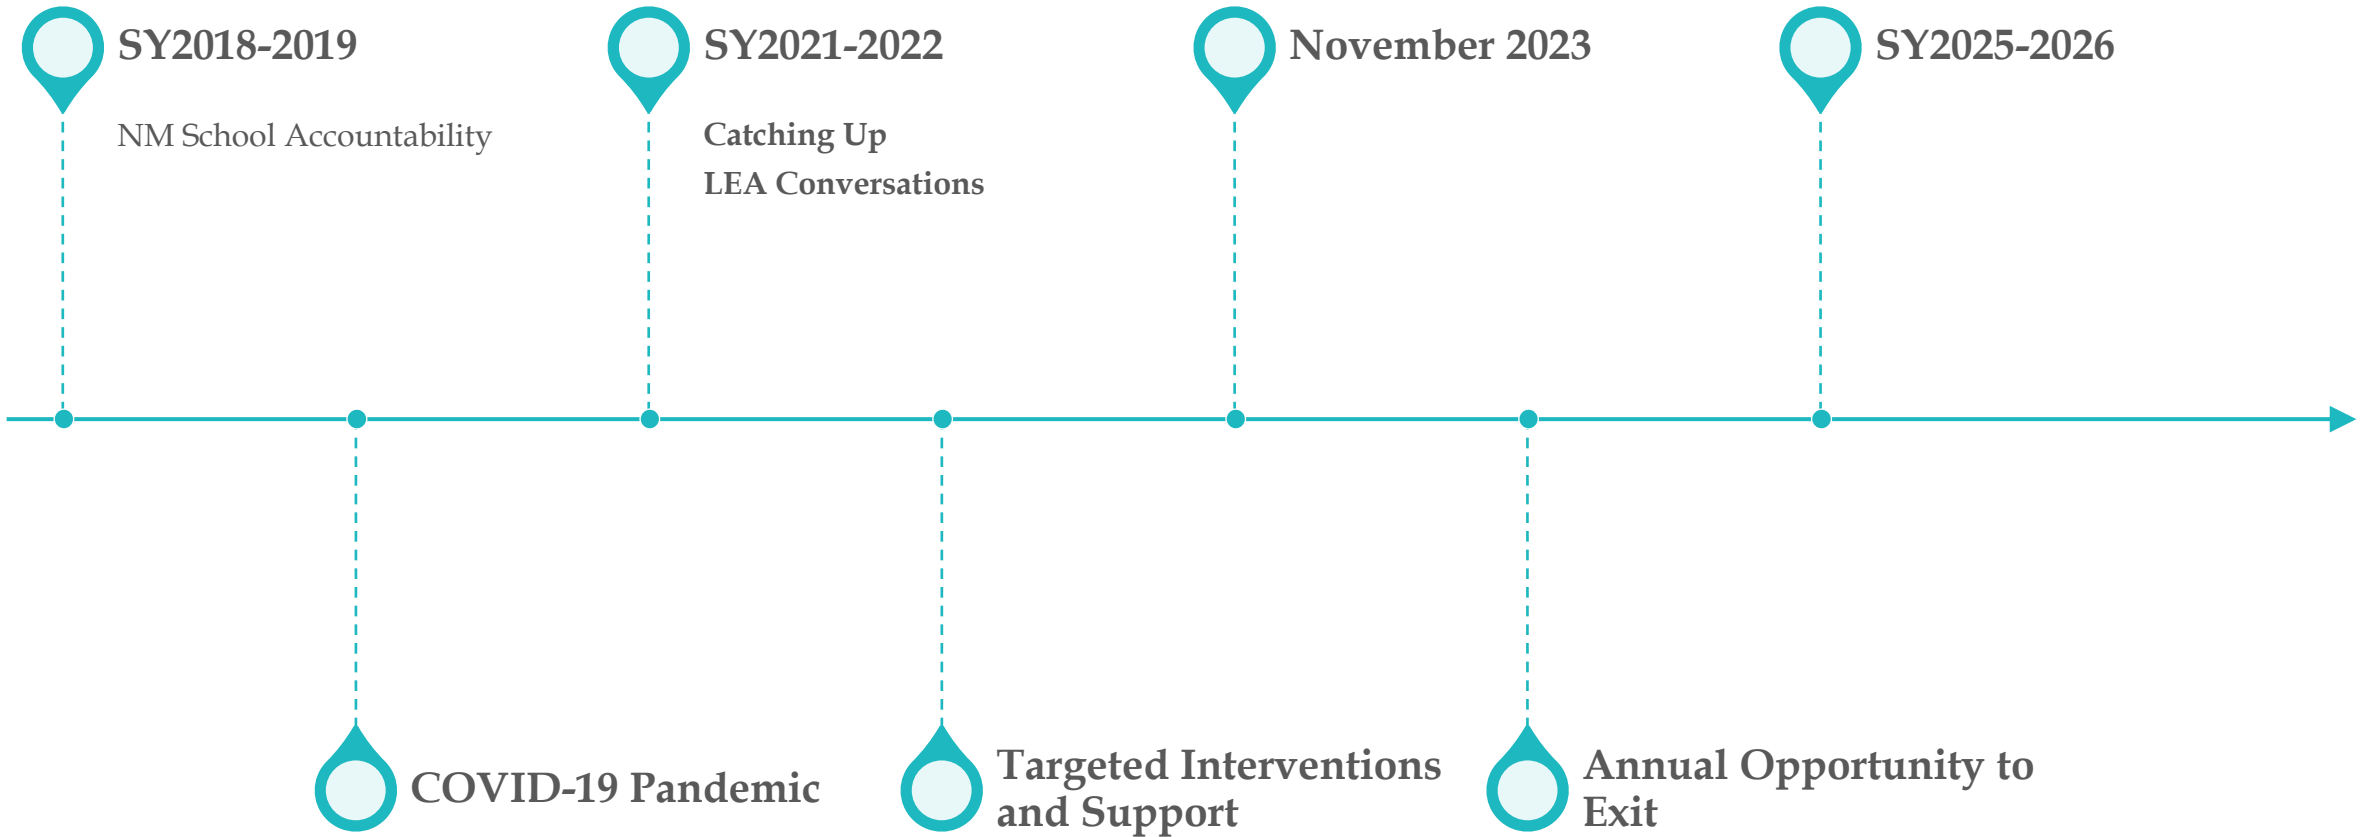 SY2018-2019
NM School Accountability
SY2021-2022
Catching Up
LEA Conversations
November 2023
SY2025-2026
COVID-19 Pandemic
Targeted Interventions
and Support
Annual Opportunity to
Exit